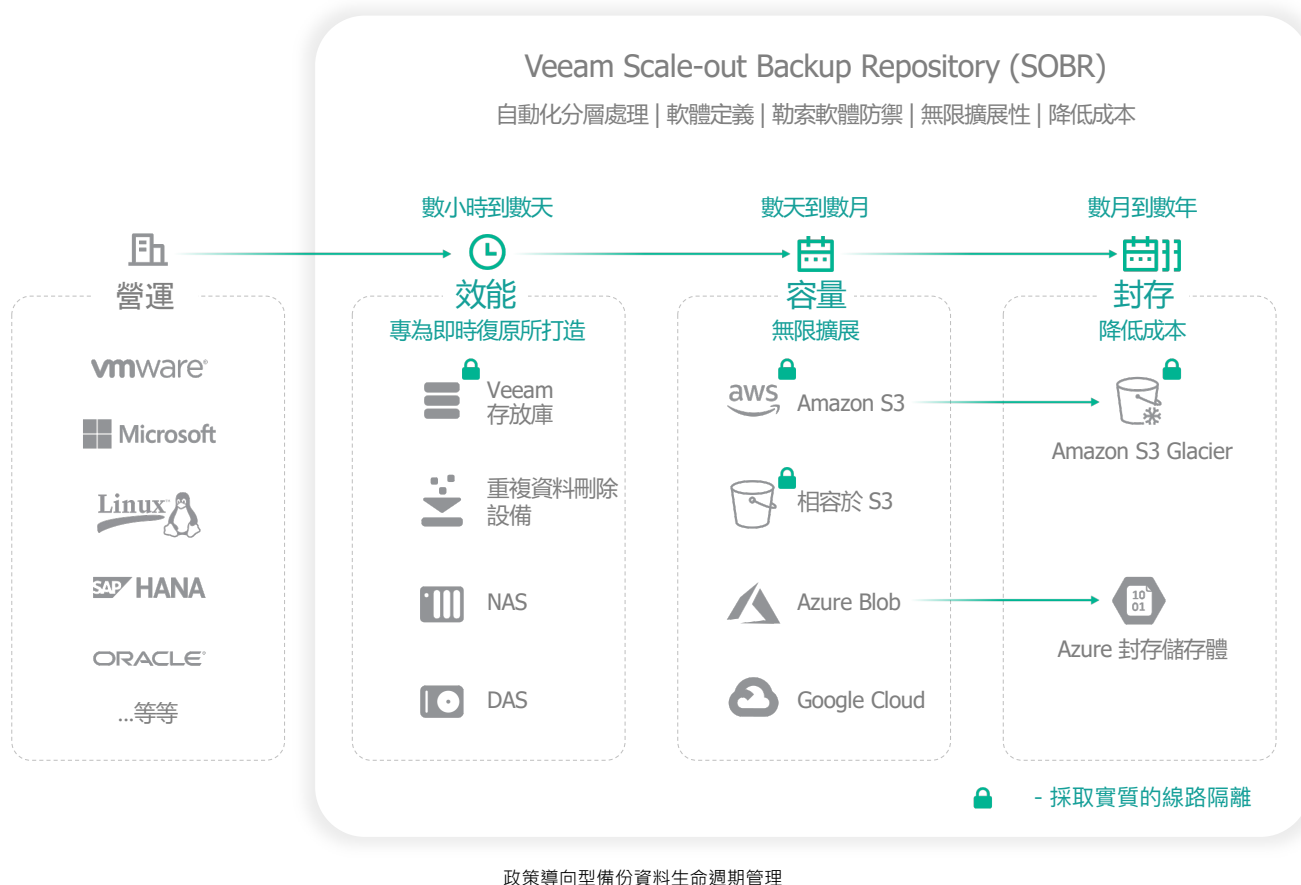 Veeam Scale-out Backup Repository (SOBR)
自動化分層處理 | 軟體定義 | 勒索軟體防禦 | 無限擴展性 | 降低成本
數小時到數天
數天到數月
數月到數年
營運
vmware®
Microsoft
Linux™
SAP HANA
ORACLE®
...等等
效能
專為即時復原所打造
Veeam
存放庫
重複資料刪除
設備
NAS
DAS
容量
無限擴展
aws
Amazon S3
相容於 S3
Azure Blob
Google Cloud
封存
降低成本
Amazon S3 Glacier
10
01
Azure 封存儲存體
- 採取實質的線路隔離
政策導向型備份資料生命週期管理